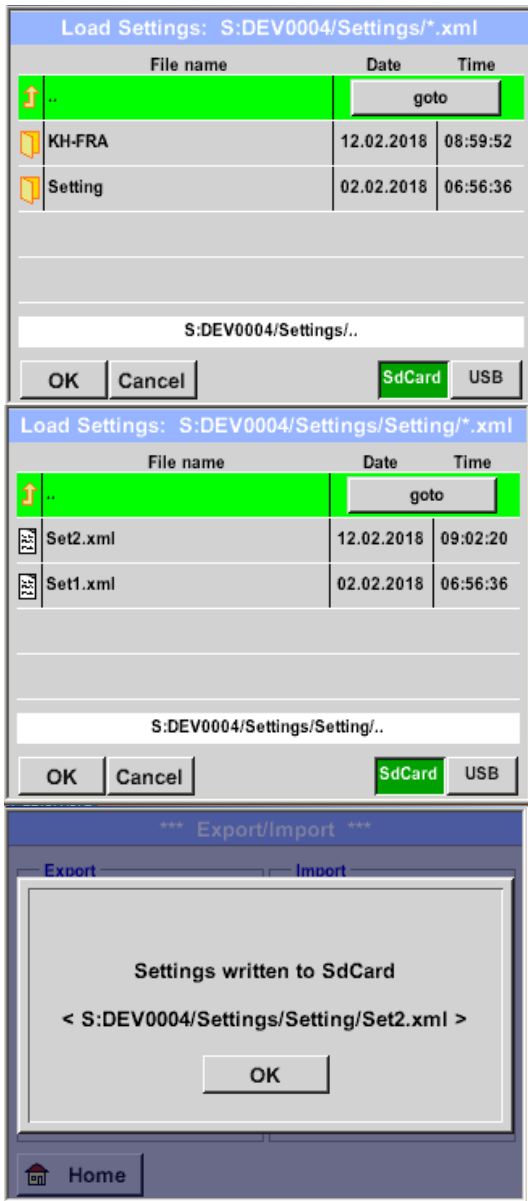 Load Settings: S:DEV0004/Settings/*.xml
File name Date Time
.. goto
KH-FRA 12.02.2018 08:59:52
Setting 02.02.2018 06:56:36
S:DEV0004/Settings/..
OK Cancel SdCard USB
Load Settings: S:DEV0004/Settings/Setting/*.xml
File name Date Time
.. goto
Set2.xml 12.02.2018 09:02:20
Set1.xml 02.02.2018 06:56:36
S:DEV0004/Settings/Setting/..
OK Cancel SdCard USB
*** Export/Import ***
Export Import
Settings written to SdCard
< S:DEV0004/Settings/Setting/Set2.xml >
OK
Home